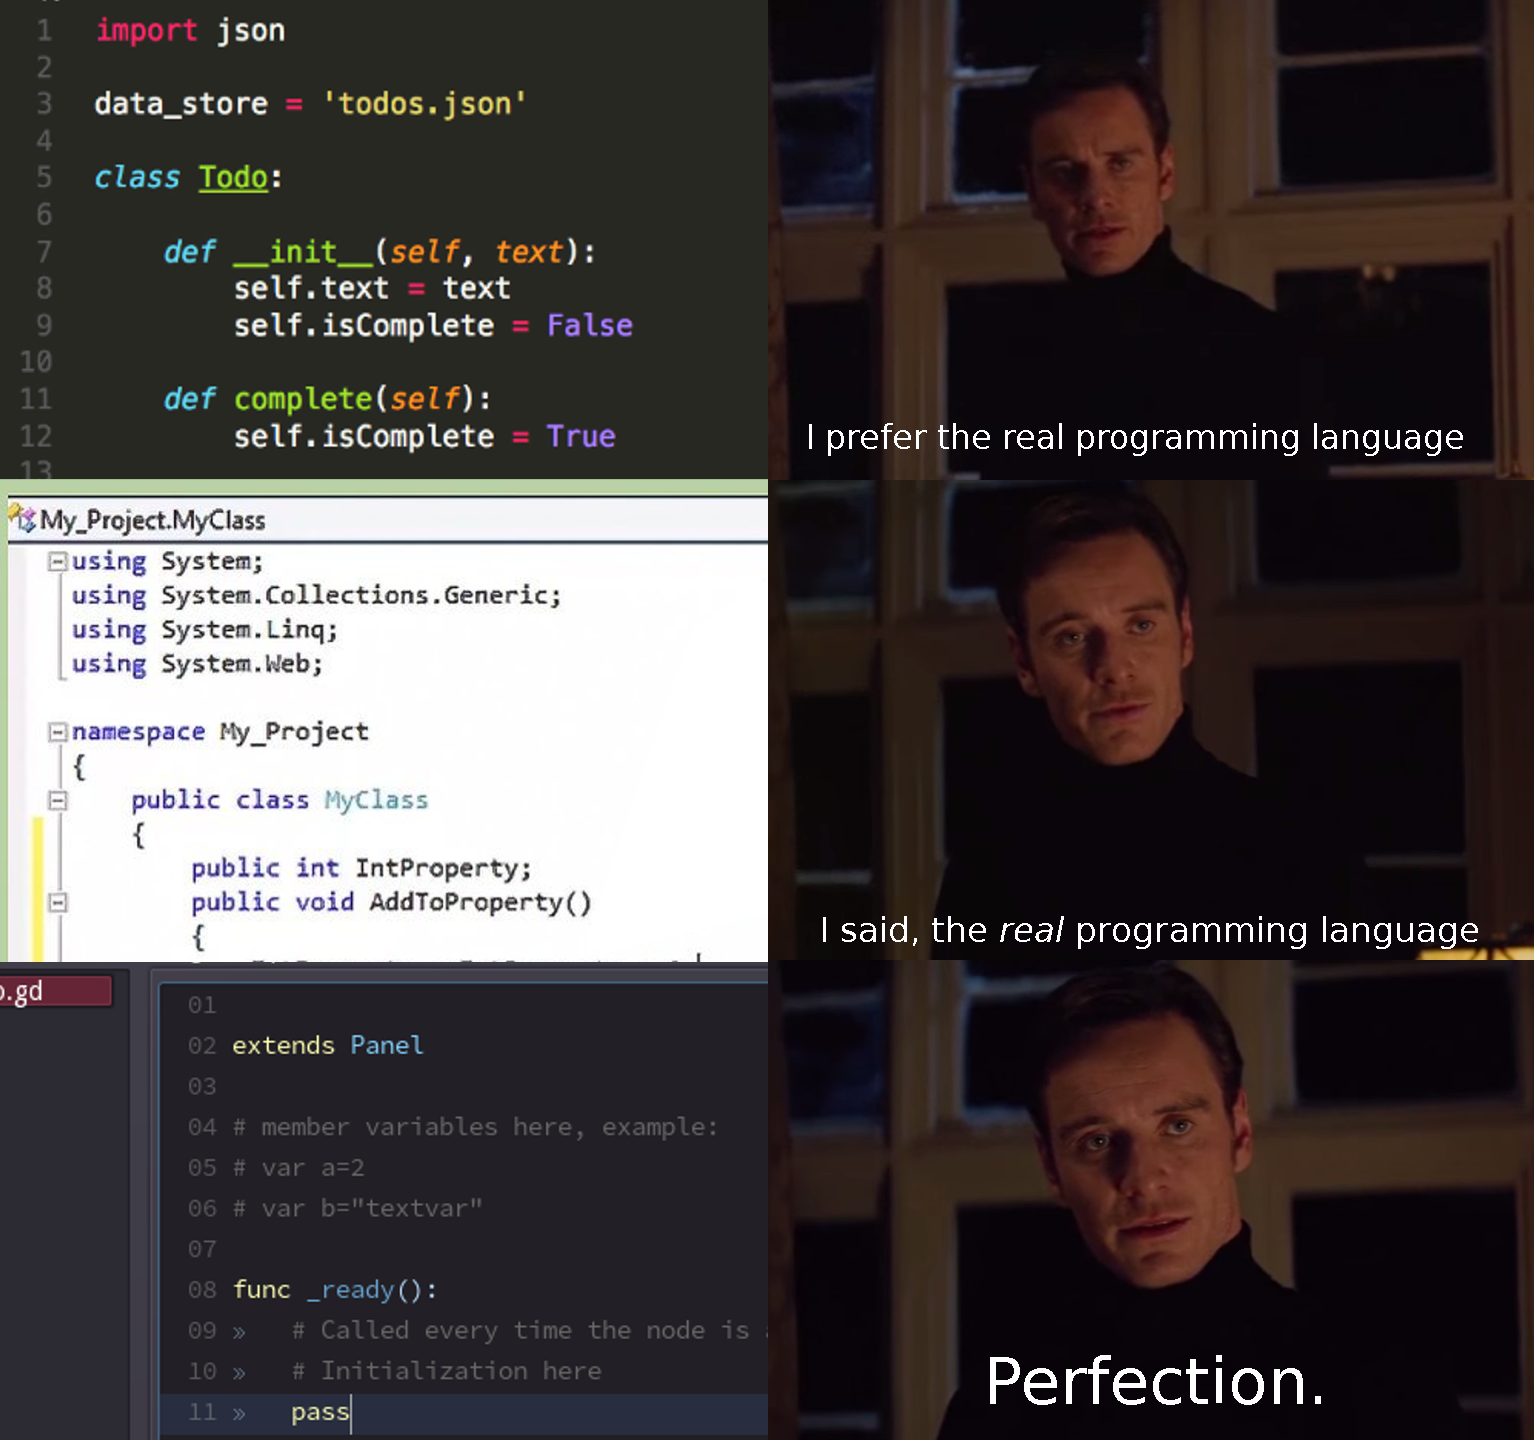 1 import json
2
3 data_store = 'todos.json'
4
5 class Todo:
6
7 def __init__(self, text):
8 self.text = text
9 self.isComplete = False
10
11 def complete(self):
12 self.isComplete = True
13
I prefer the real programming language
My_Project.MyClass
using System;
using System.Collections.Generic;
using System.Linq;
using System.Web;
namespace My_Project
{
public class MyClass
{
public int IntProperty;
public void AddToProperty()
{
I said, the real programming language
.gd
01
02 extends Panel
03
04 # member variables here, example:
05 # var a=2
06 # var b="textvar"
07
08 func _ready():
09 » # Called every time the node is
10 » # Initialization here
11 » pass
Perfection.